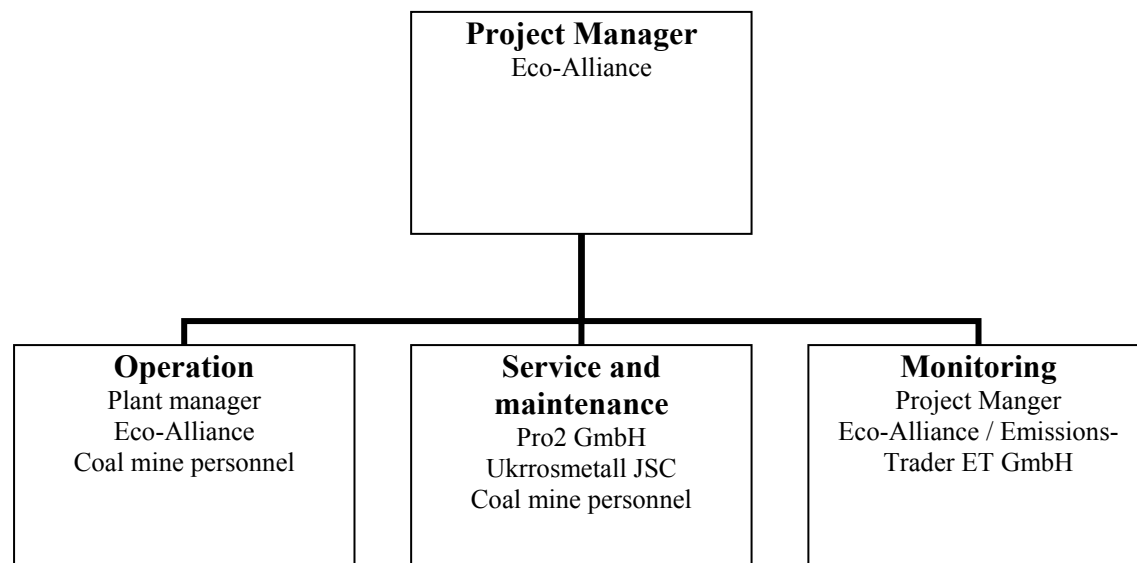 Project Manager
Eco-Alliance
Operation
Plant manager
Eco-Alliance
Coal mine personnel
Service and
maintenance
Pro2 GmbH
Ukrrosmetall JSC
Coal mine personnel
Monitoring
Project Manger
Eco-Alliance / Emissions-
Trader ET GmbH